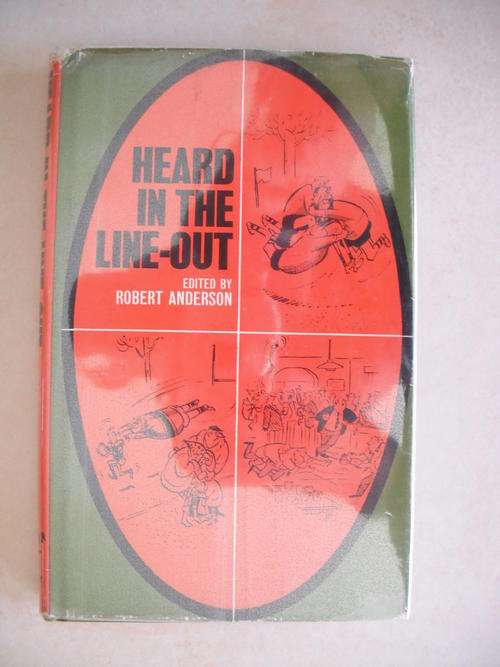 HEARD
IN THE
LINE-OUT
EDITED BY
ROBERT ANDERSON